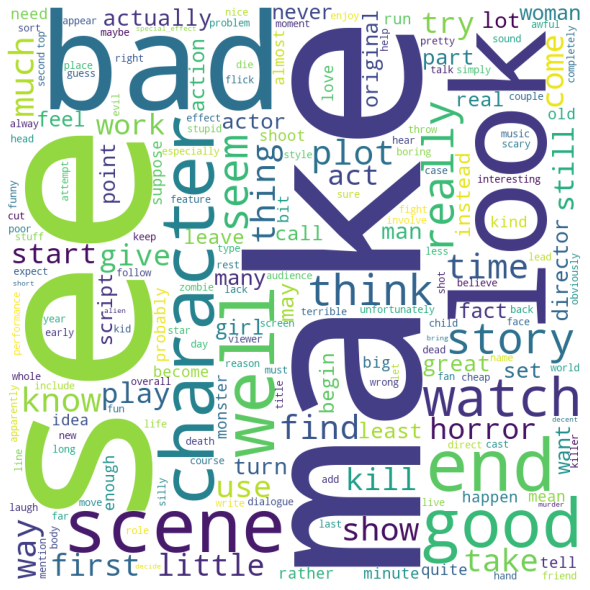 need
sort
appear
maybe
second
top
problem
nice
special_effect
moment
enjoy
help
never
lot
woman
awful
much
bad
actually
almost
place
guess
right
flick
die
run
pretty
talk
simply
sound
couple
completely
try
part
come
feel
work
action
evil
effect
stupid
love
original
hear
throw
music
scary
real
old
alway
head
attempt
suppose
especially
actor
shoot
style
boring
sure
plot
act
case
fight
involve
interesting
kind
instead
still
really
funny
cut
poor
stuff
point
character
seem
thing
bit
feature
see
make
look
start
give
leave
call
man
less
type
rest
lack
audience
time
director
lead
obviously
expect
short
keep
follow
script
zombie
many
may
think
shot
believe
fact
back
face
bring
year
early
alien
kid
star
day
girl
screen
viewer
terrible
unfortunately
child
dead
story
performance
whole
include
probably
become
reason
must
well
begin
big
wrong
let
great
name
set
fan
cheap
world
know
fun
overall
play
monster
title
find
least
watch
apparently
line
idea
new
long
life
death
course
silly
turn
horror
direct
cast
decent
killer
want
laugh
move
far
enough
use
write
dialogue
add
kill
end
live
happen
mean
murder
way
mention
body
scene
role
last
show
good
first
decide
little
rather
minute
quite
take
hand
tell
friend